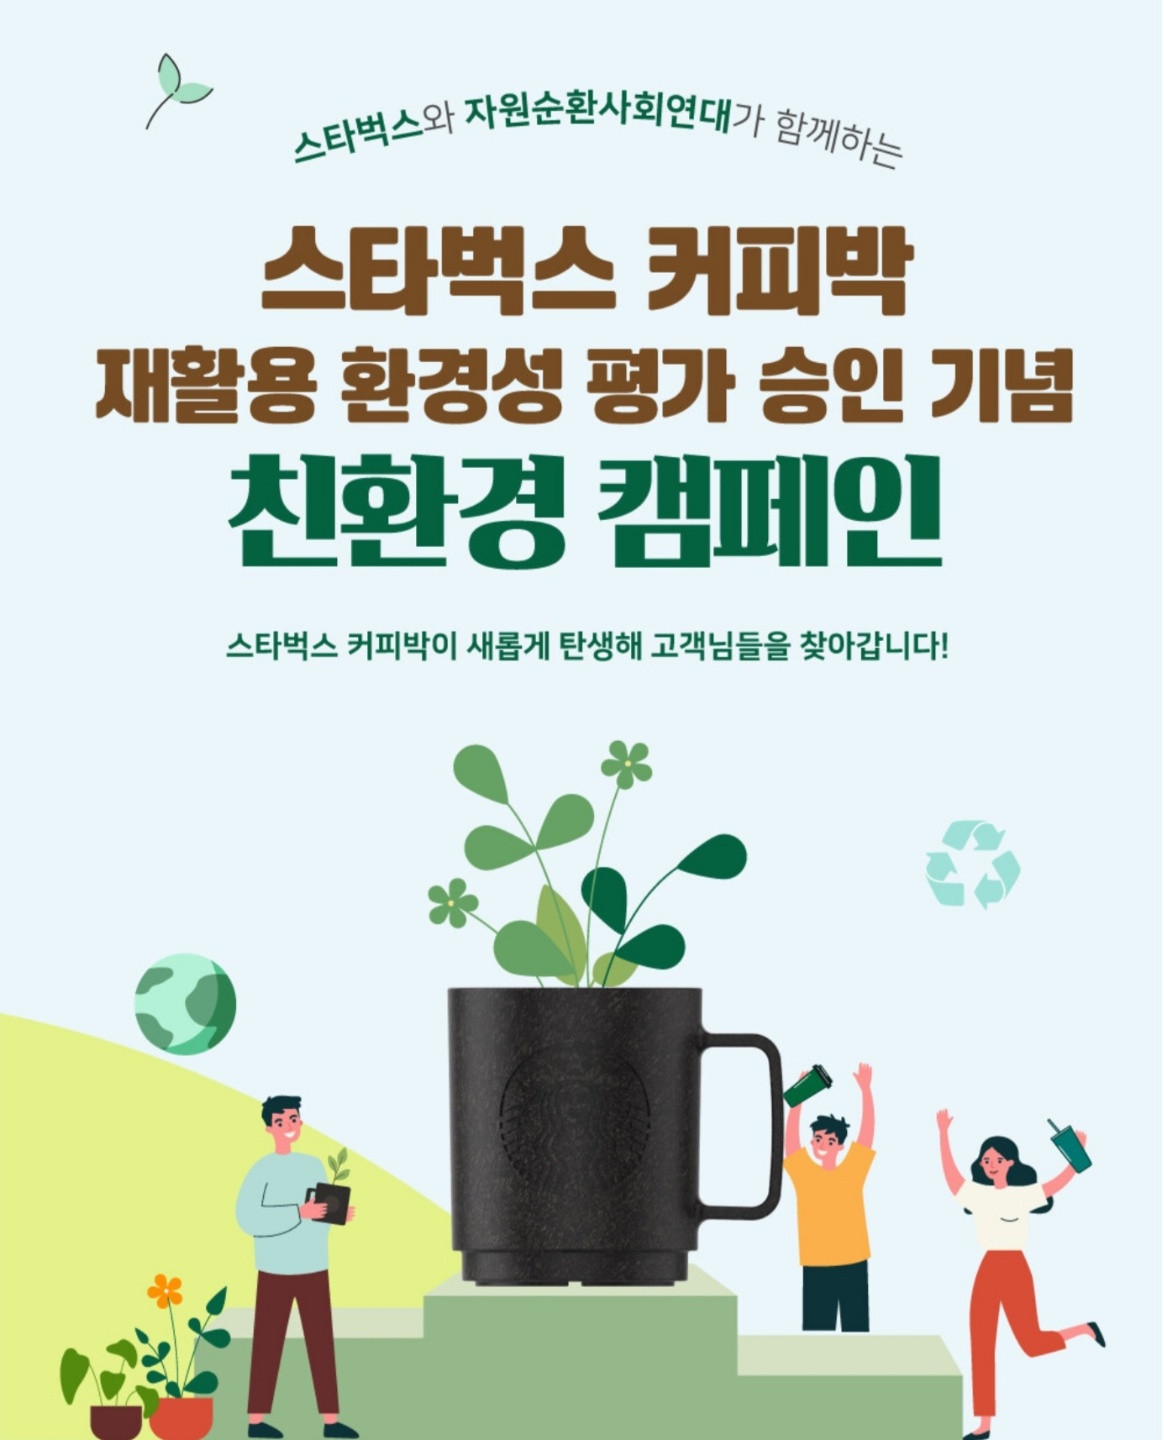 스타벅스와 자원순환사회연대가 함께하는
스타벅스 커피박
재활용 환경성 평가 승인 기념
친환경 캠페인
스타벅스 커피박이 새롭게 탄생해 고객님들을 찾아갑니다!